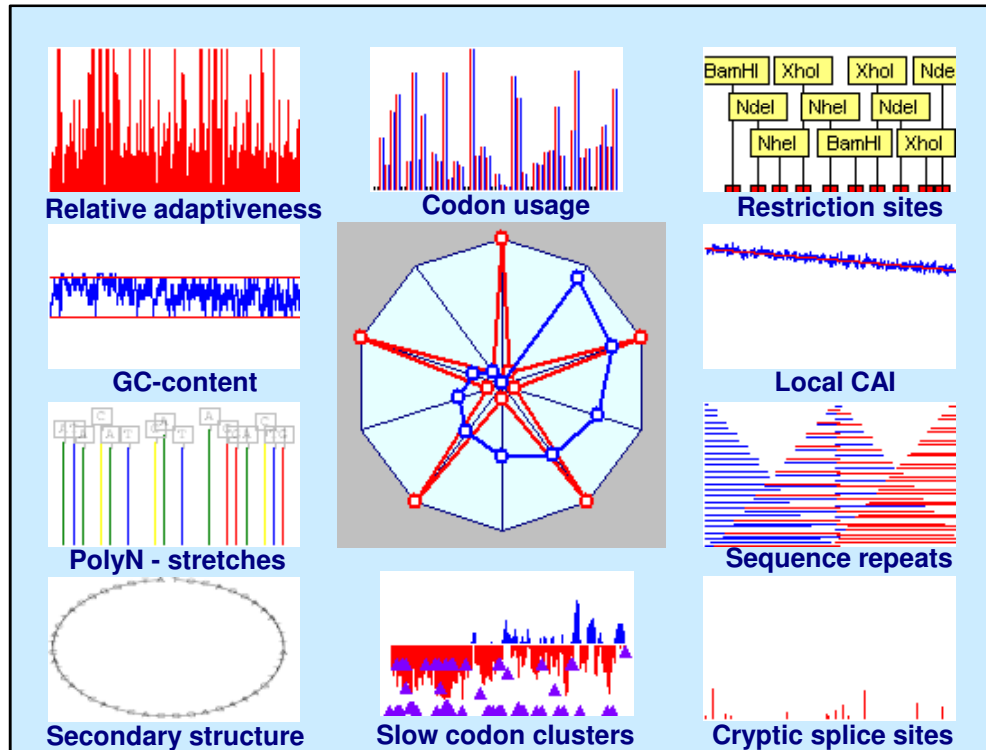 BamHI XhoI XhoI Nde
NdeI NheI NdeI
NheI BamHI XhoI
Relative adaptiveness
Codon usage
Restriction sites
GC-content
Local CAI
PolyN - stretches
Sequence repeats
Secondary structure
Slow codon clusters
Cryptic splice sites